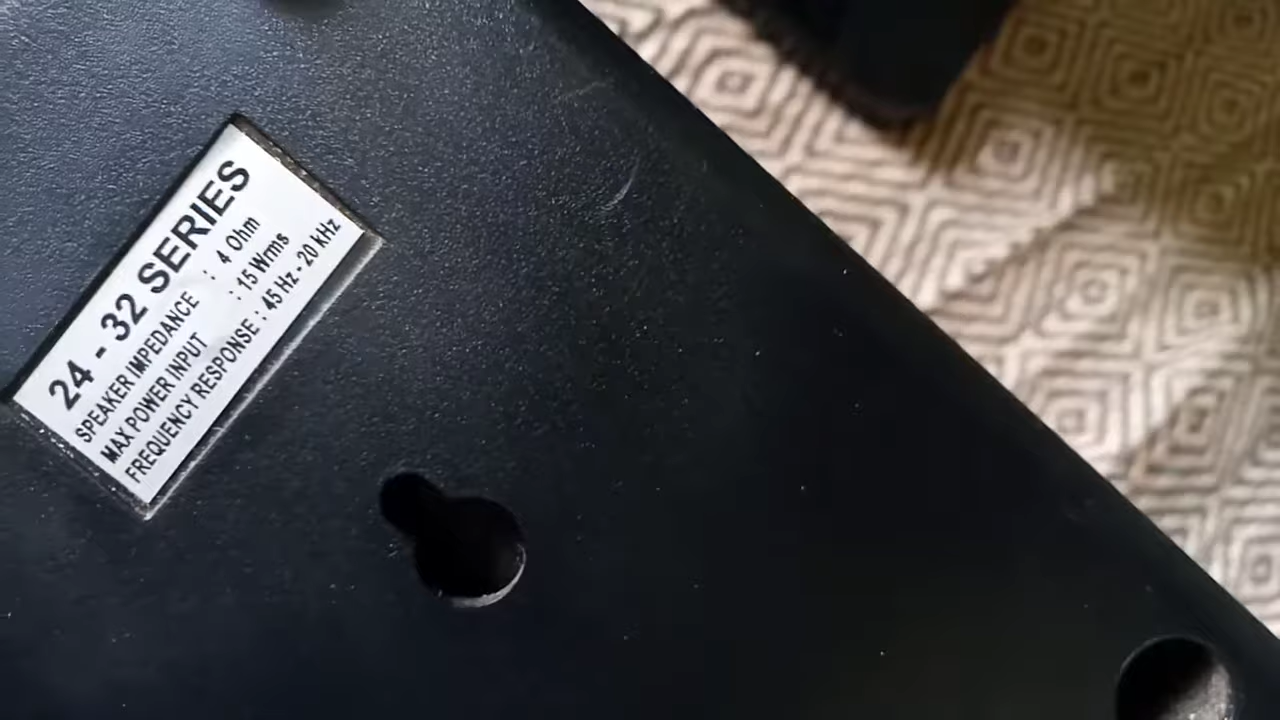 24 - 32 SERIES
SPEAKER IMPEDANCE : 4 Ohm
MAX POWER INPUT : 15 Wrms
FREQUENCY RESPONSE : 45 Hz - 20 kHz